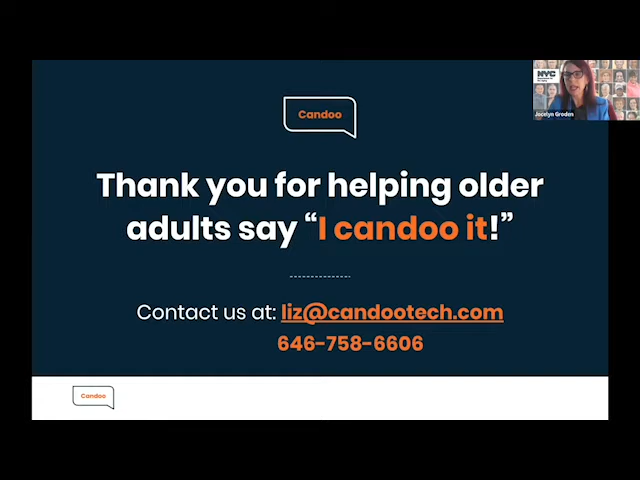 Candoo
Thank you for helping older
adults say “I candoo it!”
Contact us at: liz@candootech.com
646-758-6606
Candoo
NYC
Jocelyn Groden